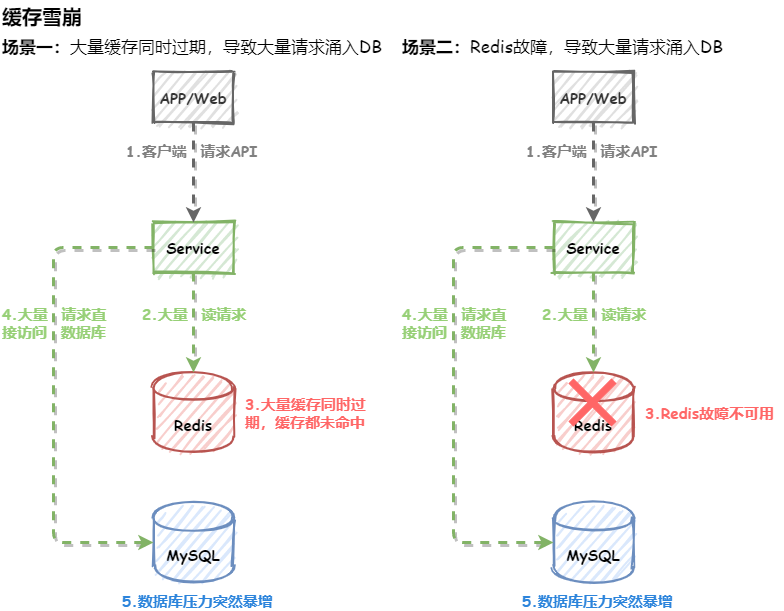 缓存雪崩
场景一：大量缓存同时过期，导致大量请求涌入DB
APP/Web
1.客户端 请求API
Service
4.大量 请求直
接访问 数据库
2.大量 读请求
Redis
3.大量缓存同时过
期，缓存都未命中
MySQL
5.数据库压力突然暴增
场景二：Redis故障，导致大量请求涌入DB
APP/Web
1.客户端 请求API
Service
4.大量 请求直
接访问 数据库
2.大量 读请求
Redis
3.Redis故障不可用
MySQL
5.数据库压力突然暴增